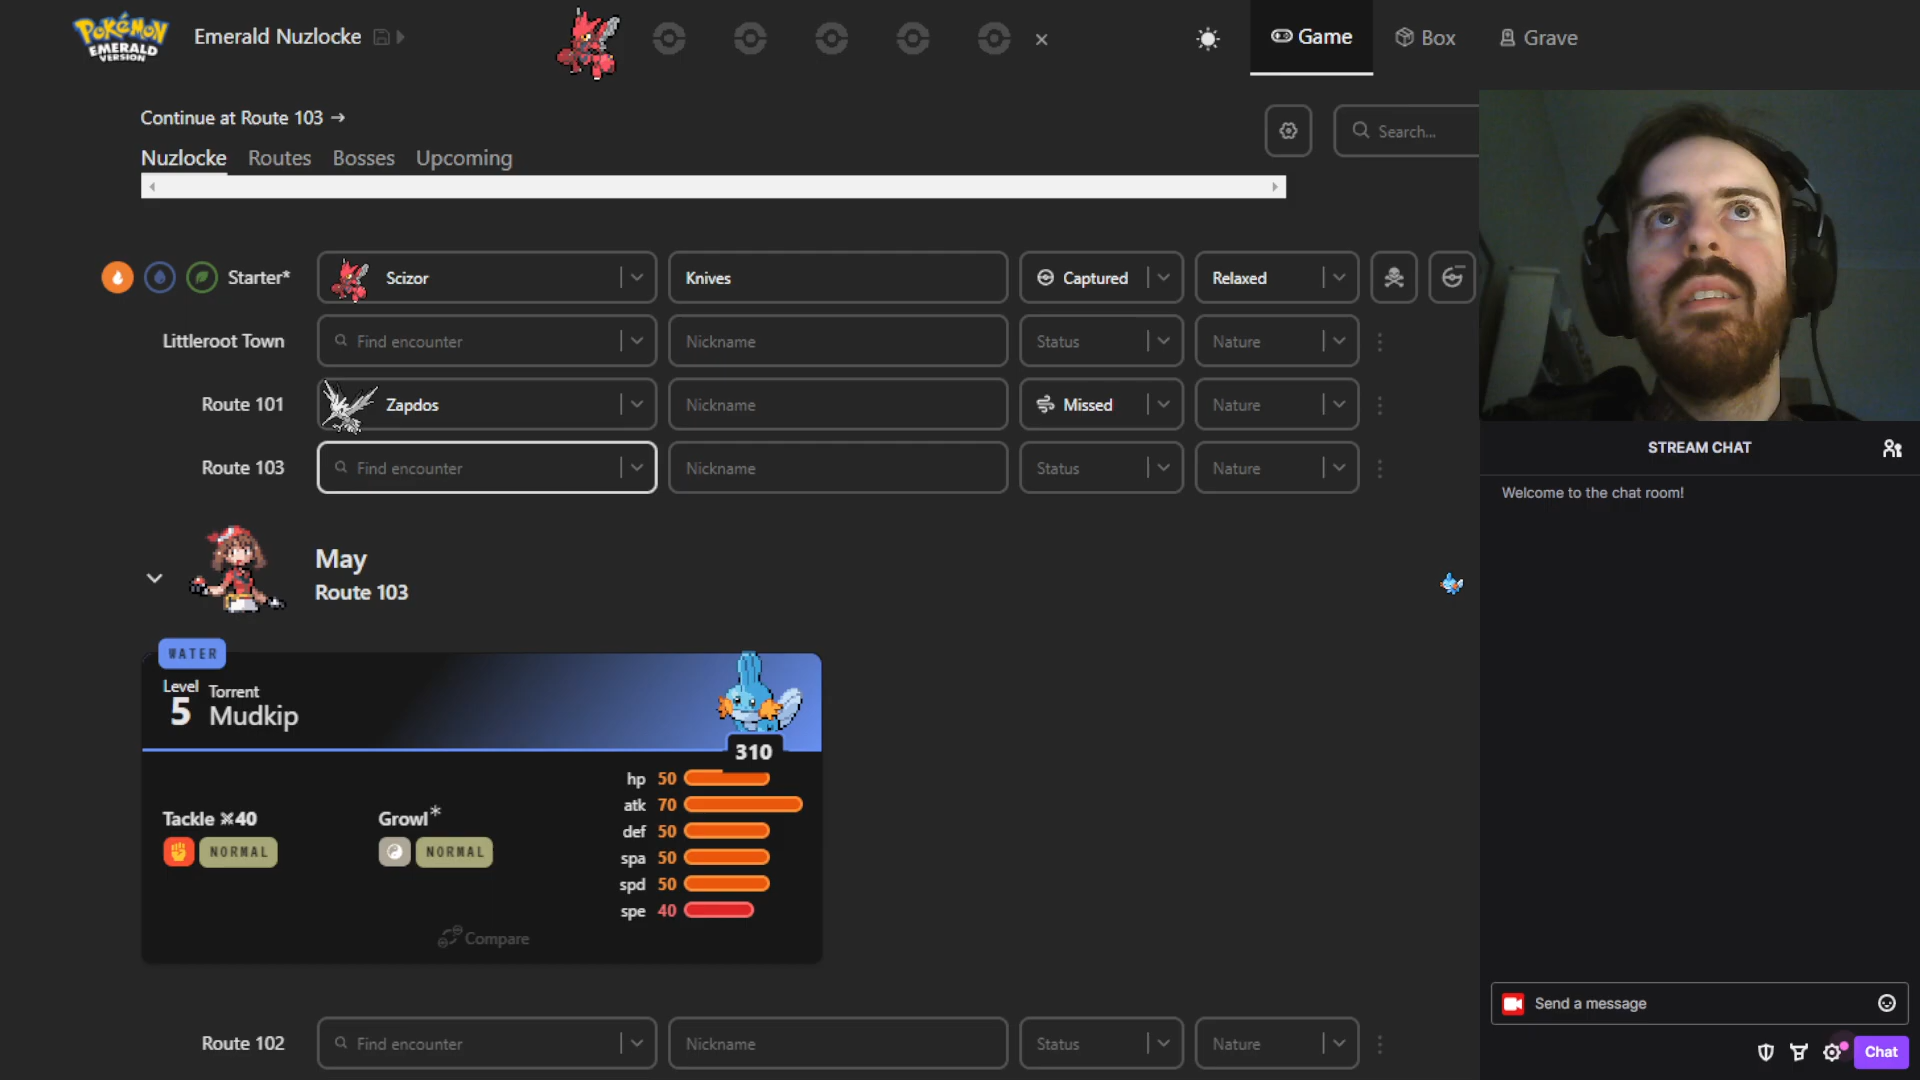 POKéMON
EMERALD
VERSION
Emerald Nuzlocke
Game
Box
Grave
Continue at Route 103 →
Search...
Nuzlocke
Routes
Bosses
Upcoming
Starter*
Scizor
Knives
Captured
Relaxed
Littleroot Town
Find encounter
Nickname
Status
Nature
Route 101
Zapdos
Nickname
Missed
Nature
Route 103
Find encounter
Nickname
Status
Nature
May
Route 103
WATER
Level
5
Torrent
Mudkip
310
hp 50
atk 70
def 50
spa 50
spd 50
spe 40
Tackle ⚔40
NORMAL
Growl*
NORMAL
Compare
Route 102
Find encounter
Nickname
Status
Nature
STREAM CHAT
Welcome to the chat room!
Send a message
Chat